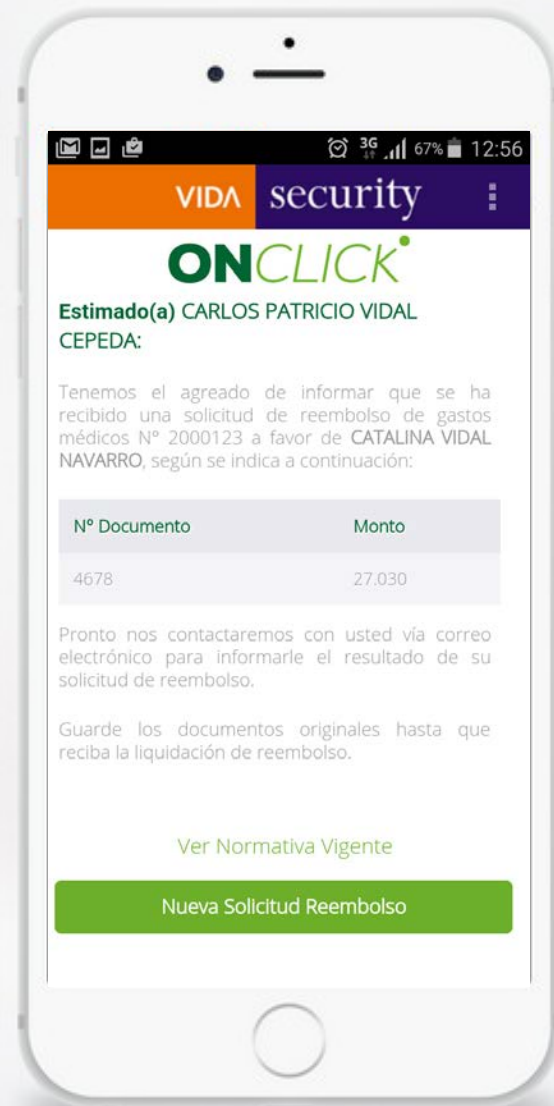 3G 67% 12:56
VIDA security
ONCLICK
Estimado(a) CARLOS PATRICIO VIDAL
CEPEDA:
Tenemos el agreado de informar que se ha
recibido una solicitud de reembolso de gastos
médicos N° 2000123 a favor de CATALINA VIDAL
NAVARRO, según se indica a continuación:
N° Documento Monto
4678 27.030
Pronto nos contactaremos con usted vía correo
electrónico para informarle el resultado de su
solicitud de reembolso.
Guarde los documentos originales hasta que
reciba la liquidación de reembolso.
Ver Normativa Vigente
Nueva Solicitud Reembolso